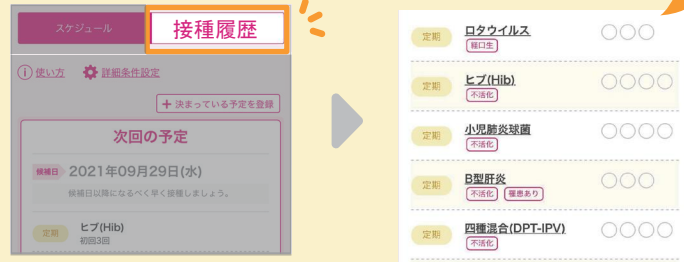 スケジュール
接種履歴
i 使い方 詳細条件設定
+ 決まっている予定を登録
次回の予定
候補日 2021年09月29日(水)
候補日以降になるべく早く接種しましょう。
定期 ヒブ(Hib)
初回3回
定期 ロタウイルス
経口生
定期 ヒブ(Hib)
不活化
定期 小児肺炎球菌
不活化
定期 B型肝炎
不活化 罹患あり
定期 四種混合(DPT-IPV)
不活化